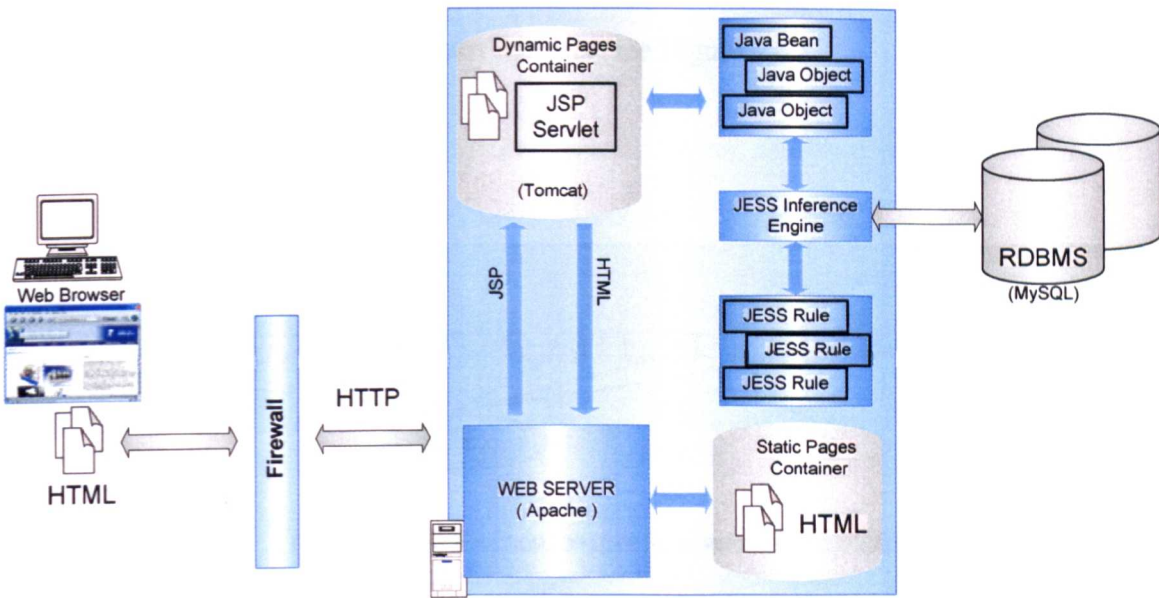 Web Browser
HTML
Firewall
HTTP
Dynamic Pages
Container
JSP
Servlet
(Tomcat)
JSP
HTML
WEB SERVER
( Apache )
Java Bean
Java Object
Java Object
JESS Inference
Engine
JESS Rule
JESS Rule
JESS Rule
Static Pages
Container
HTML
RDBMS
(MySQL)